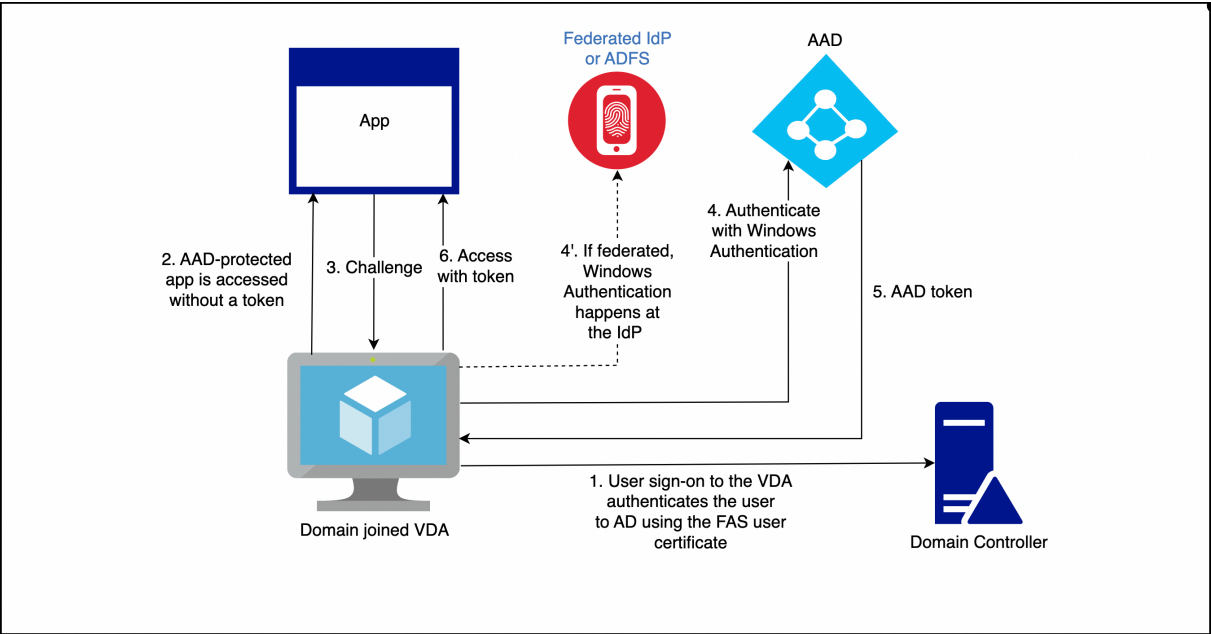 Federated IdP
or ADFS
AAD
App
2. AAD-protected
app is accessed
without a token
3. Challenge
6. Access
with token
4'. If federated,
Windows
Authentication
happens at
the IdP
4. Authenticate
with Windows
Authentication
5. AAD token
1. User sign-on to the VDA
authenticates the user
to AD using the FAS user
certificate
Domain joined VDA
Domain Controller